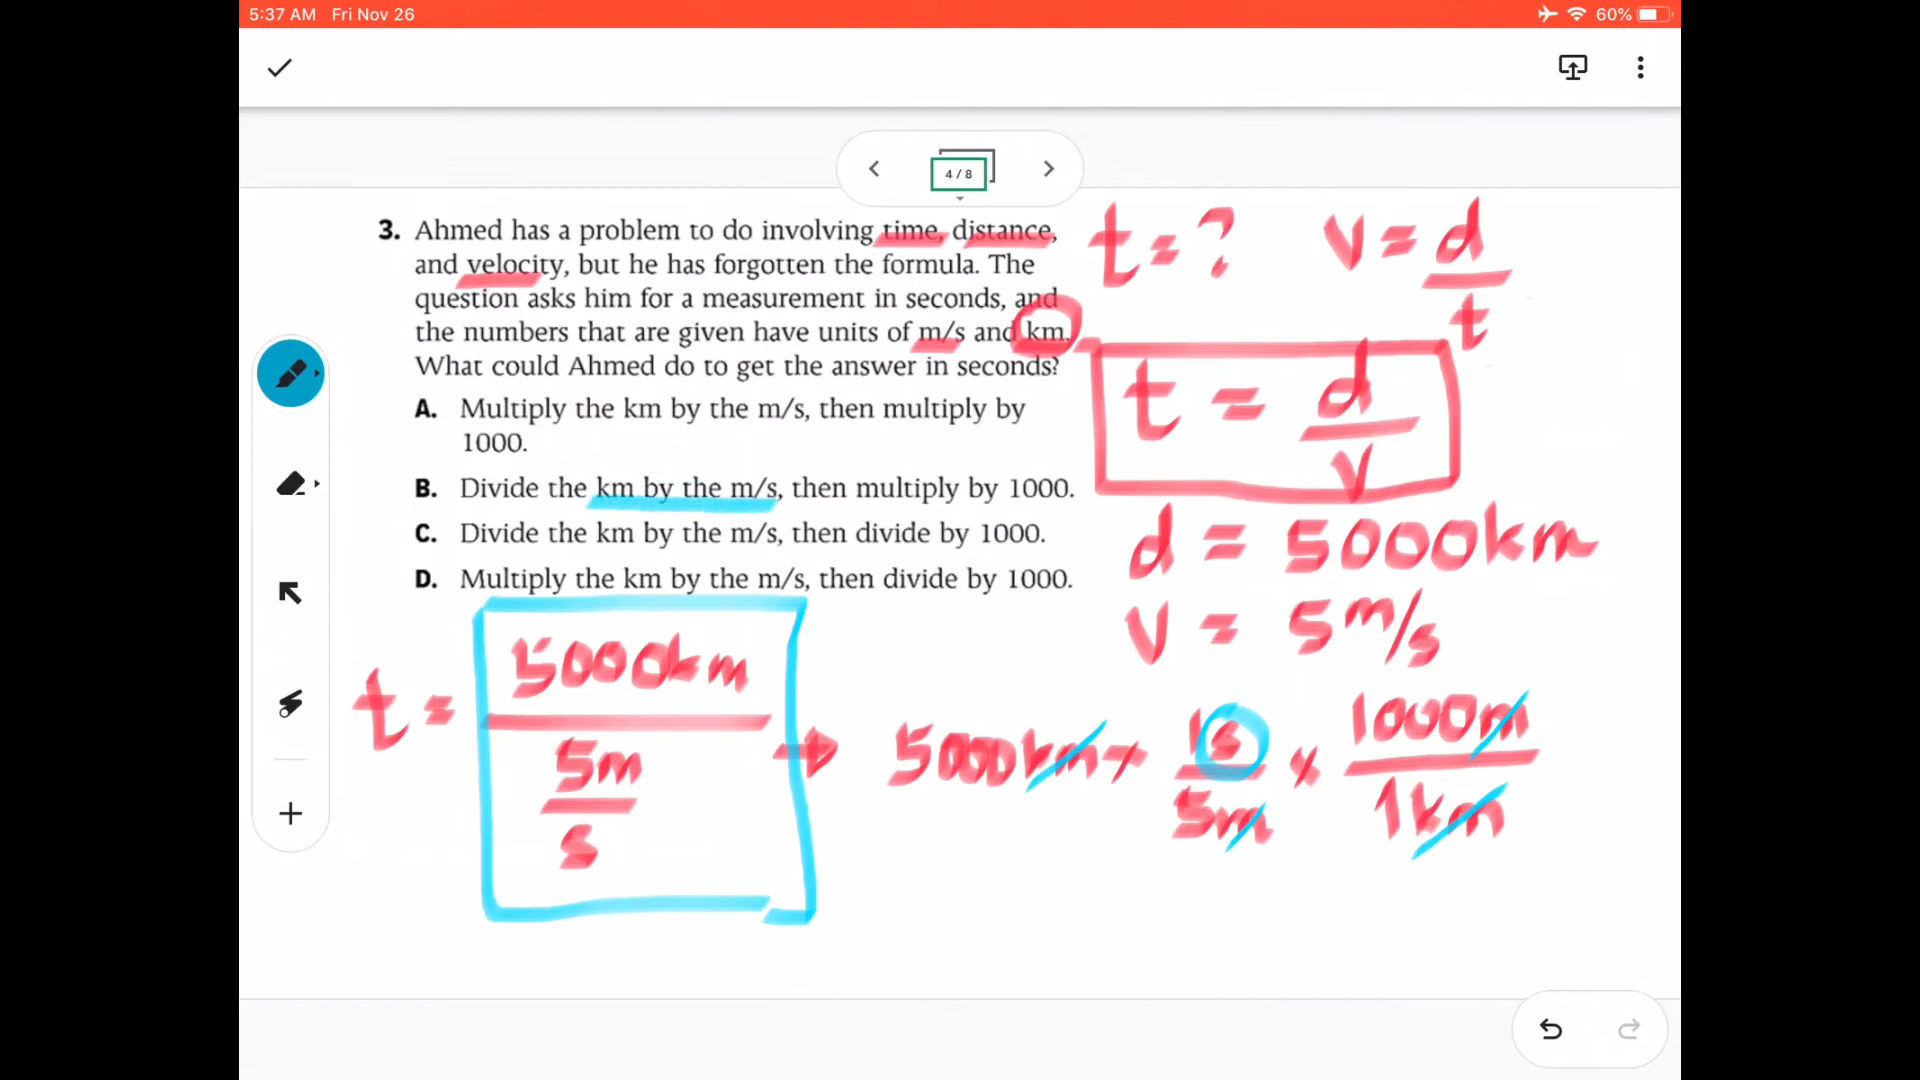 5:37 AM Fri Nov 26
60%
4 / 8
3. Ahmed has a problem to do involving time, distance,
and velocity, but he has forgotten the formula. The
question asks him for a measurement in seconds, and
the numbers that are given have units of m/s and km.
What could Ahmed do to get the answer in seconds?
A. Multiply the km by the m/s, then multiply by
1000.
B. Divide the km by the m/s, then multiply by 1000.
C. Divide the km by the m/s, then divide by 1000.
D. Multiply the km by the m/s, then divide by 1000.
t = ? v = d
t
t = d
v
d = 5000km
v = 5 m/s
t = 5000km
5m
s
5000km × 1s × 1000m
5m 1km